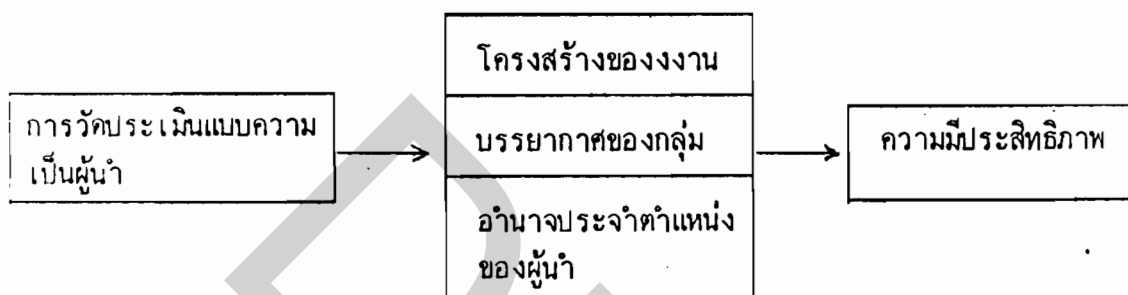 การวัดประเมินแบบความ
เป็นผู้นำ
โครงสร้างของงงาน
บรรยากาศของกลุ่ม
อำนาจประจำตำแหน่ง
ของผู้นำ
ความมีประสิทธิภาพ